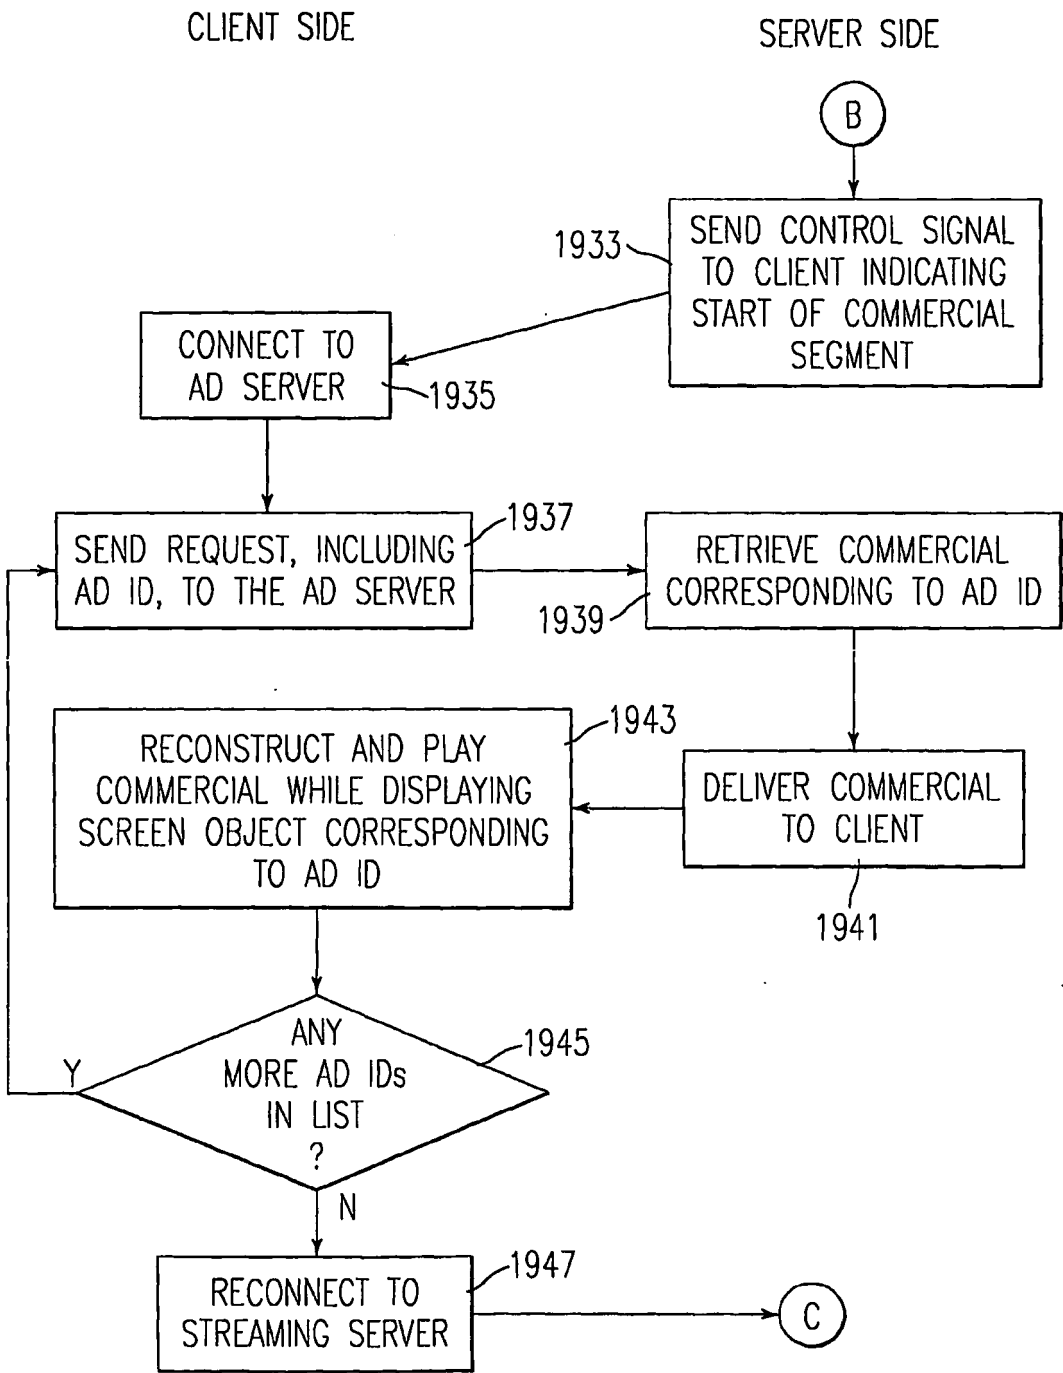 CLIENT SIDE
SERVER SIDE
B
SEND CONTROL SIGNAL
TO CLIENT INDICATING
START OF COMMERCIAL
SEGMENT
1933
CONNECT TO
AD SERVER
1935
SEND REQUEST, INCLUDING
AD ID, TO THE AD SERVER
1937
RETRIEVE COMMERCIAL
CORRESPONDING TO AD ID
1939
DELIVER COMMERCIAL
TO CLIENT
1941
RECONSTRUCT AND PLAY
COMMERCIAL WHILE DISPLAYING
SCREEN OBJECT CORRESPONDING
TO AD ID
1943
ANY
MORE AD IDs
IN LIST
?
1945
Y
N
RECONNECT TO
STREAMING SERVER
1947
C